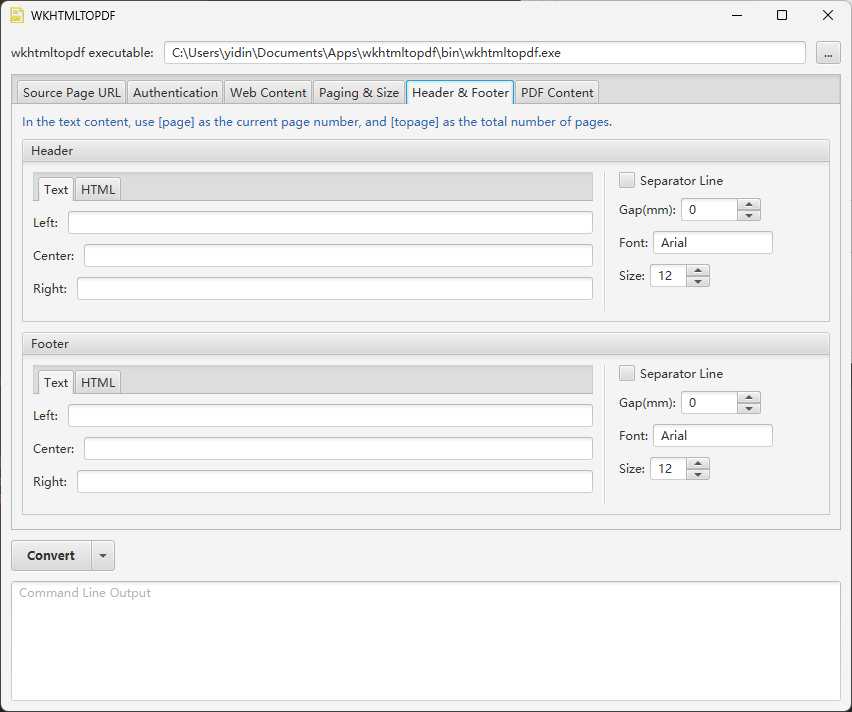 WKHTMLTOPDF
wkhtmltopdf executable: C:\Users\yidin\Documents\Apps\wkhtmltopdf\bin\wkhtmltopdf.exe ...
Source Page URL Authentication Web Content Paging & Size Header & Footer PDF Content
In the text content, use [page] as the current page number, and [topage] as the total number of pages.
Header
Text HTML
Left:
Center:
Right:
Separator Line
Gap(mm): 0
Font: Arial
Size: 12
Footer
Text HTML
Left:
Center:
Right:
Separator Line
Gap(mm): 0
Font: Arial
Size: 12
Convert
Command Line Output